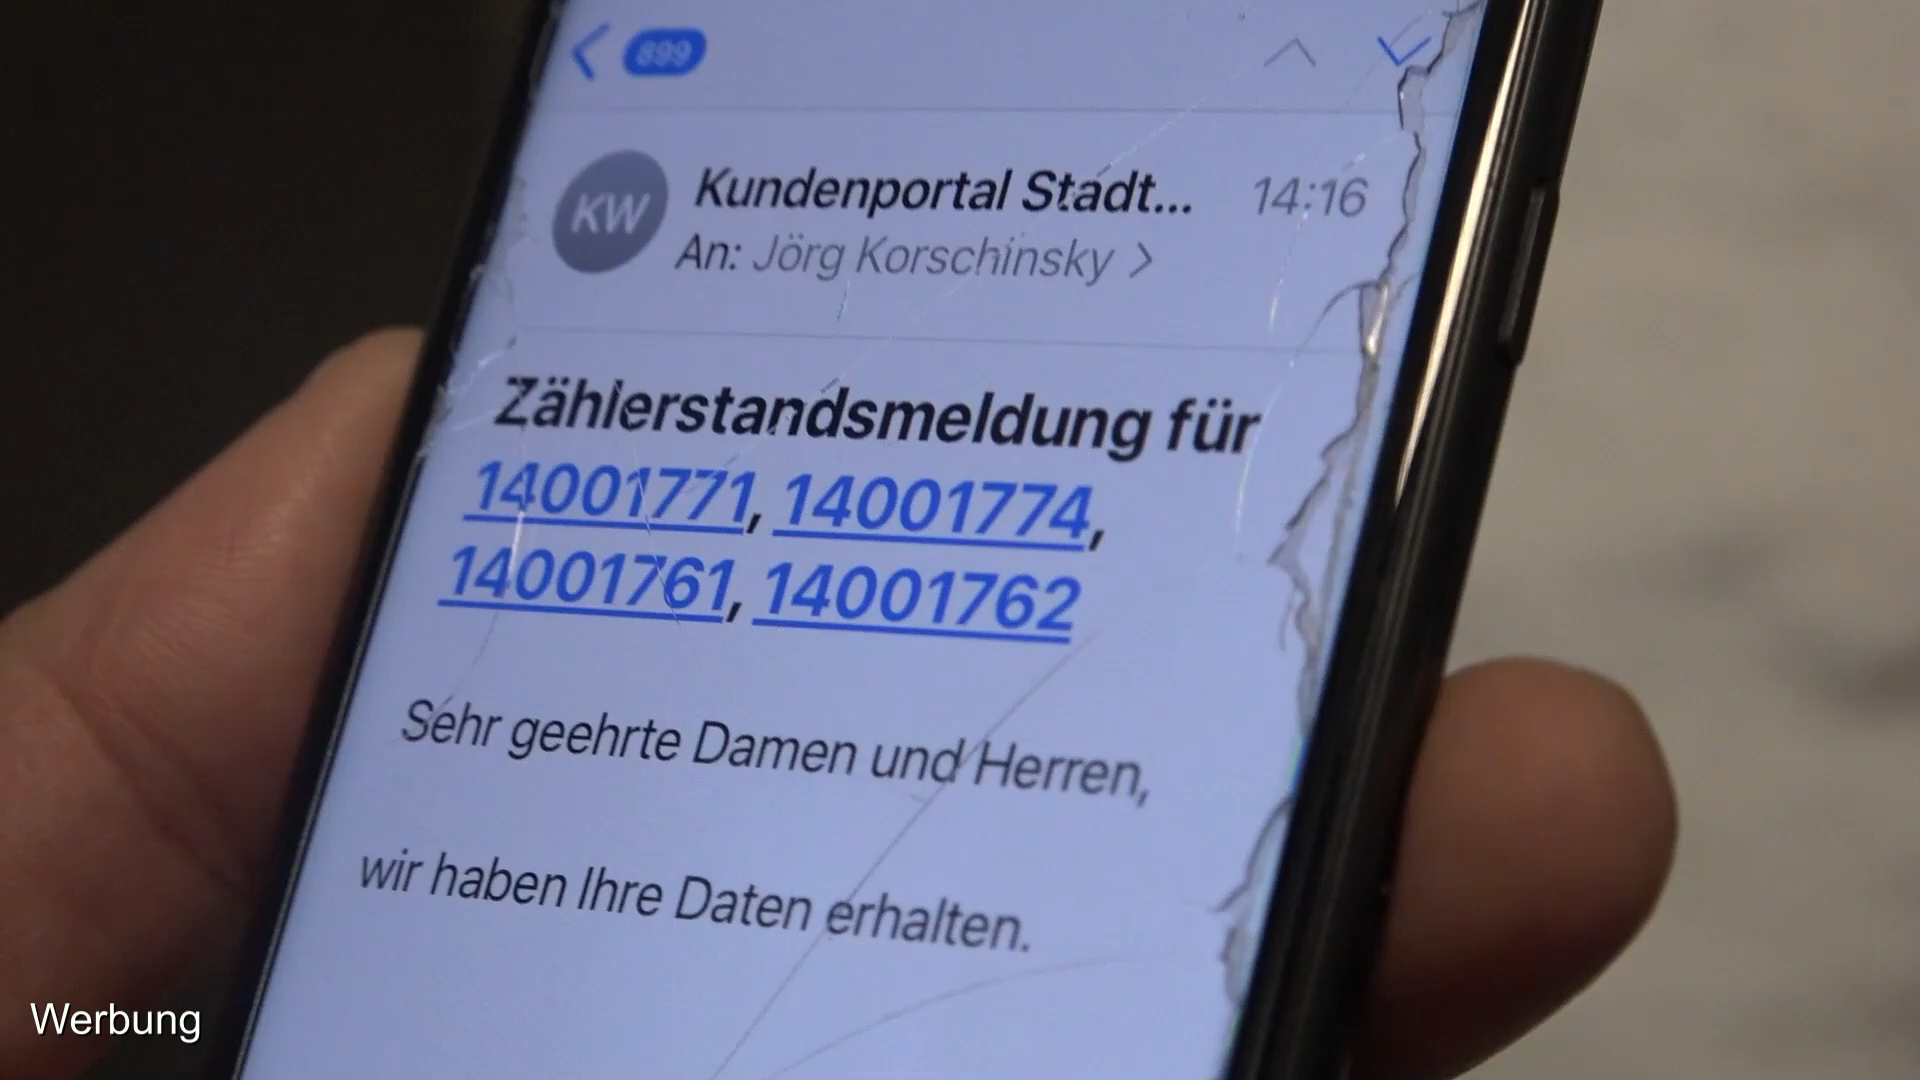 899
Kundenportal Stadt... 14:16
KW
An: Jörg Korschinsky >
Zählerstandsmeldung für
14001771, 14001774,
14001761, 14001762
Sehr geehrte Damen und Herren,
wir haben Ihre Daten erhalten.
Werbung